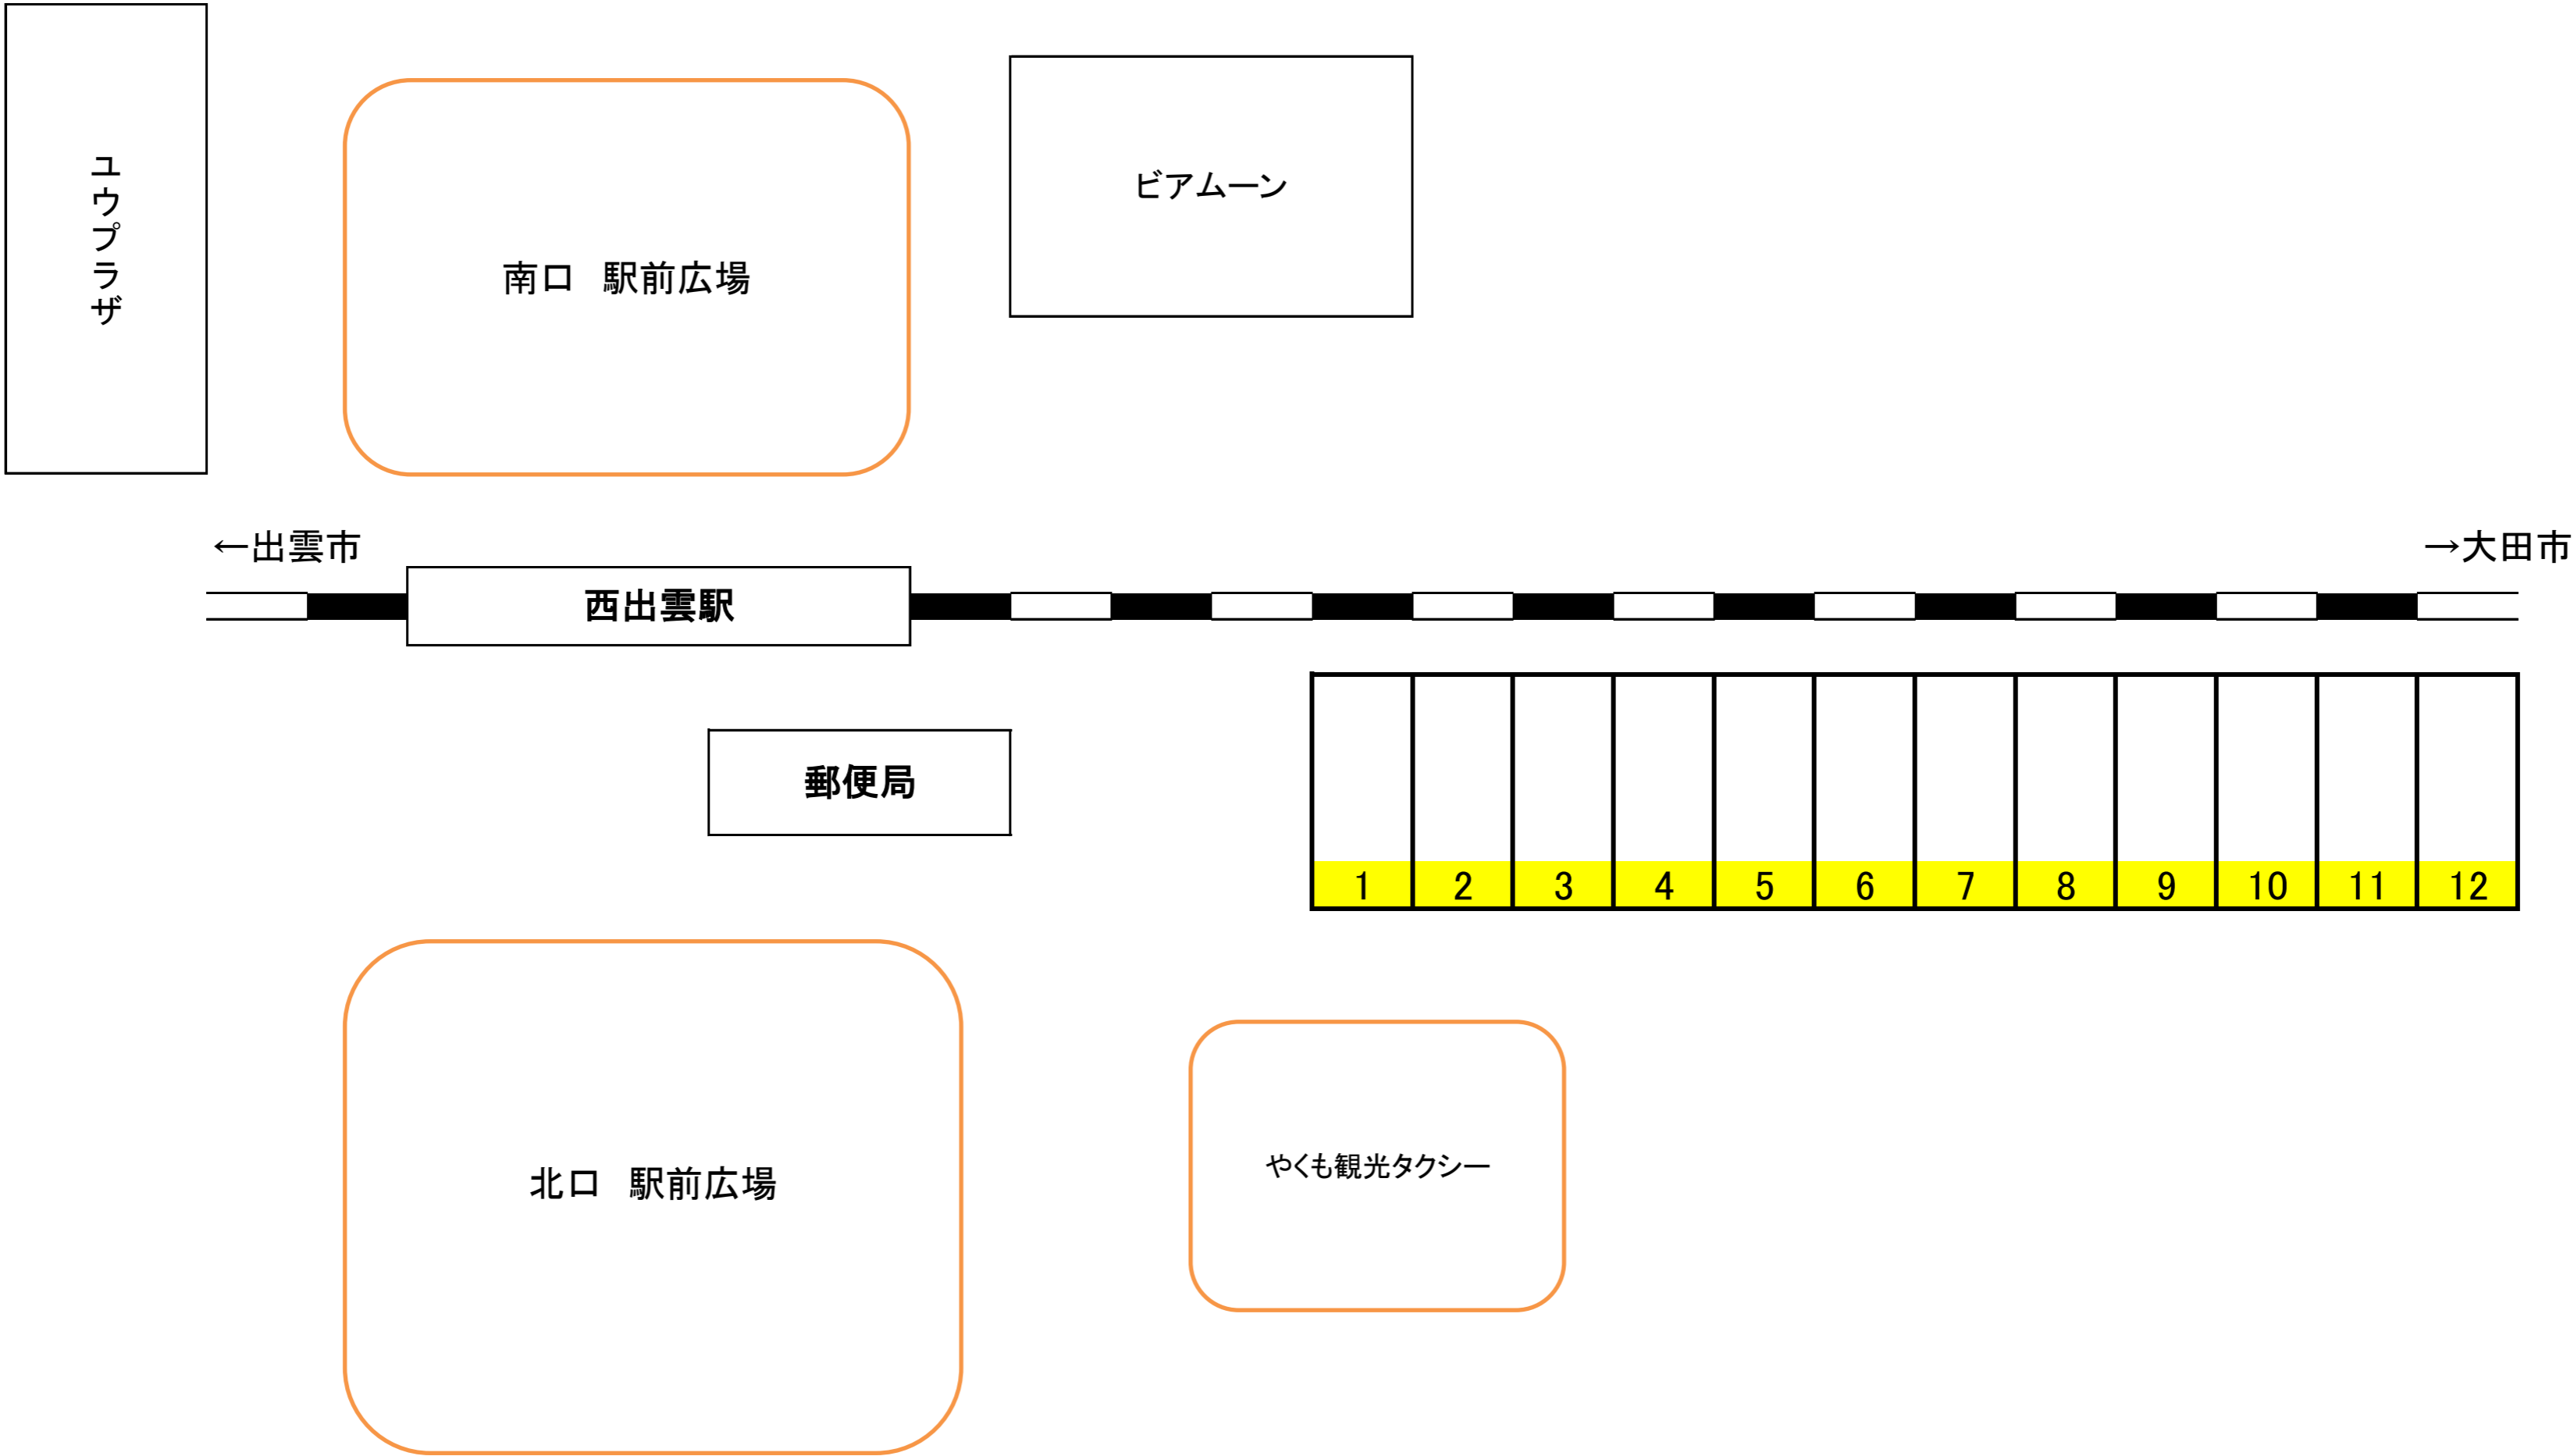 ユウプラザ
南口　駅前広場
ビアムーン
←出雲市
→大田市
西出雲駅
郵便局
1 2 3 4 5 6 7 8 9 10 11 12
北口　駅前広場
やくも観光タクシー